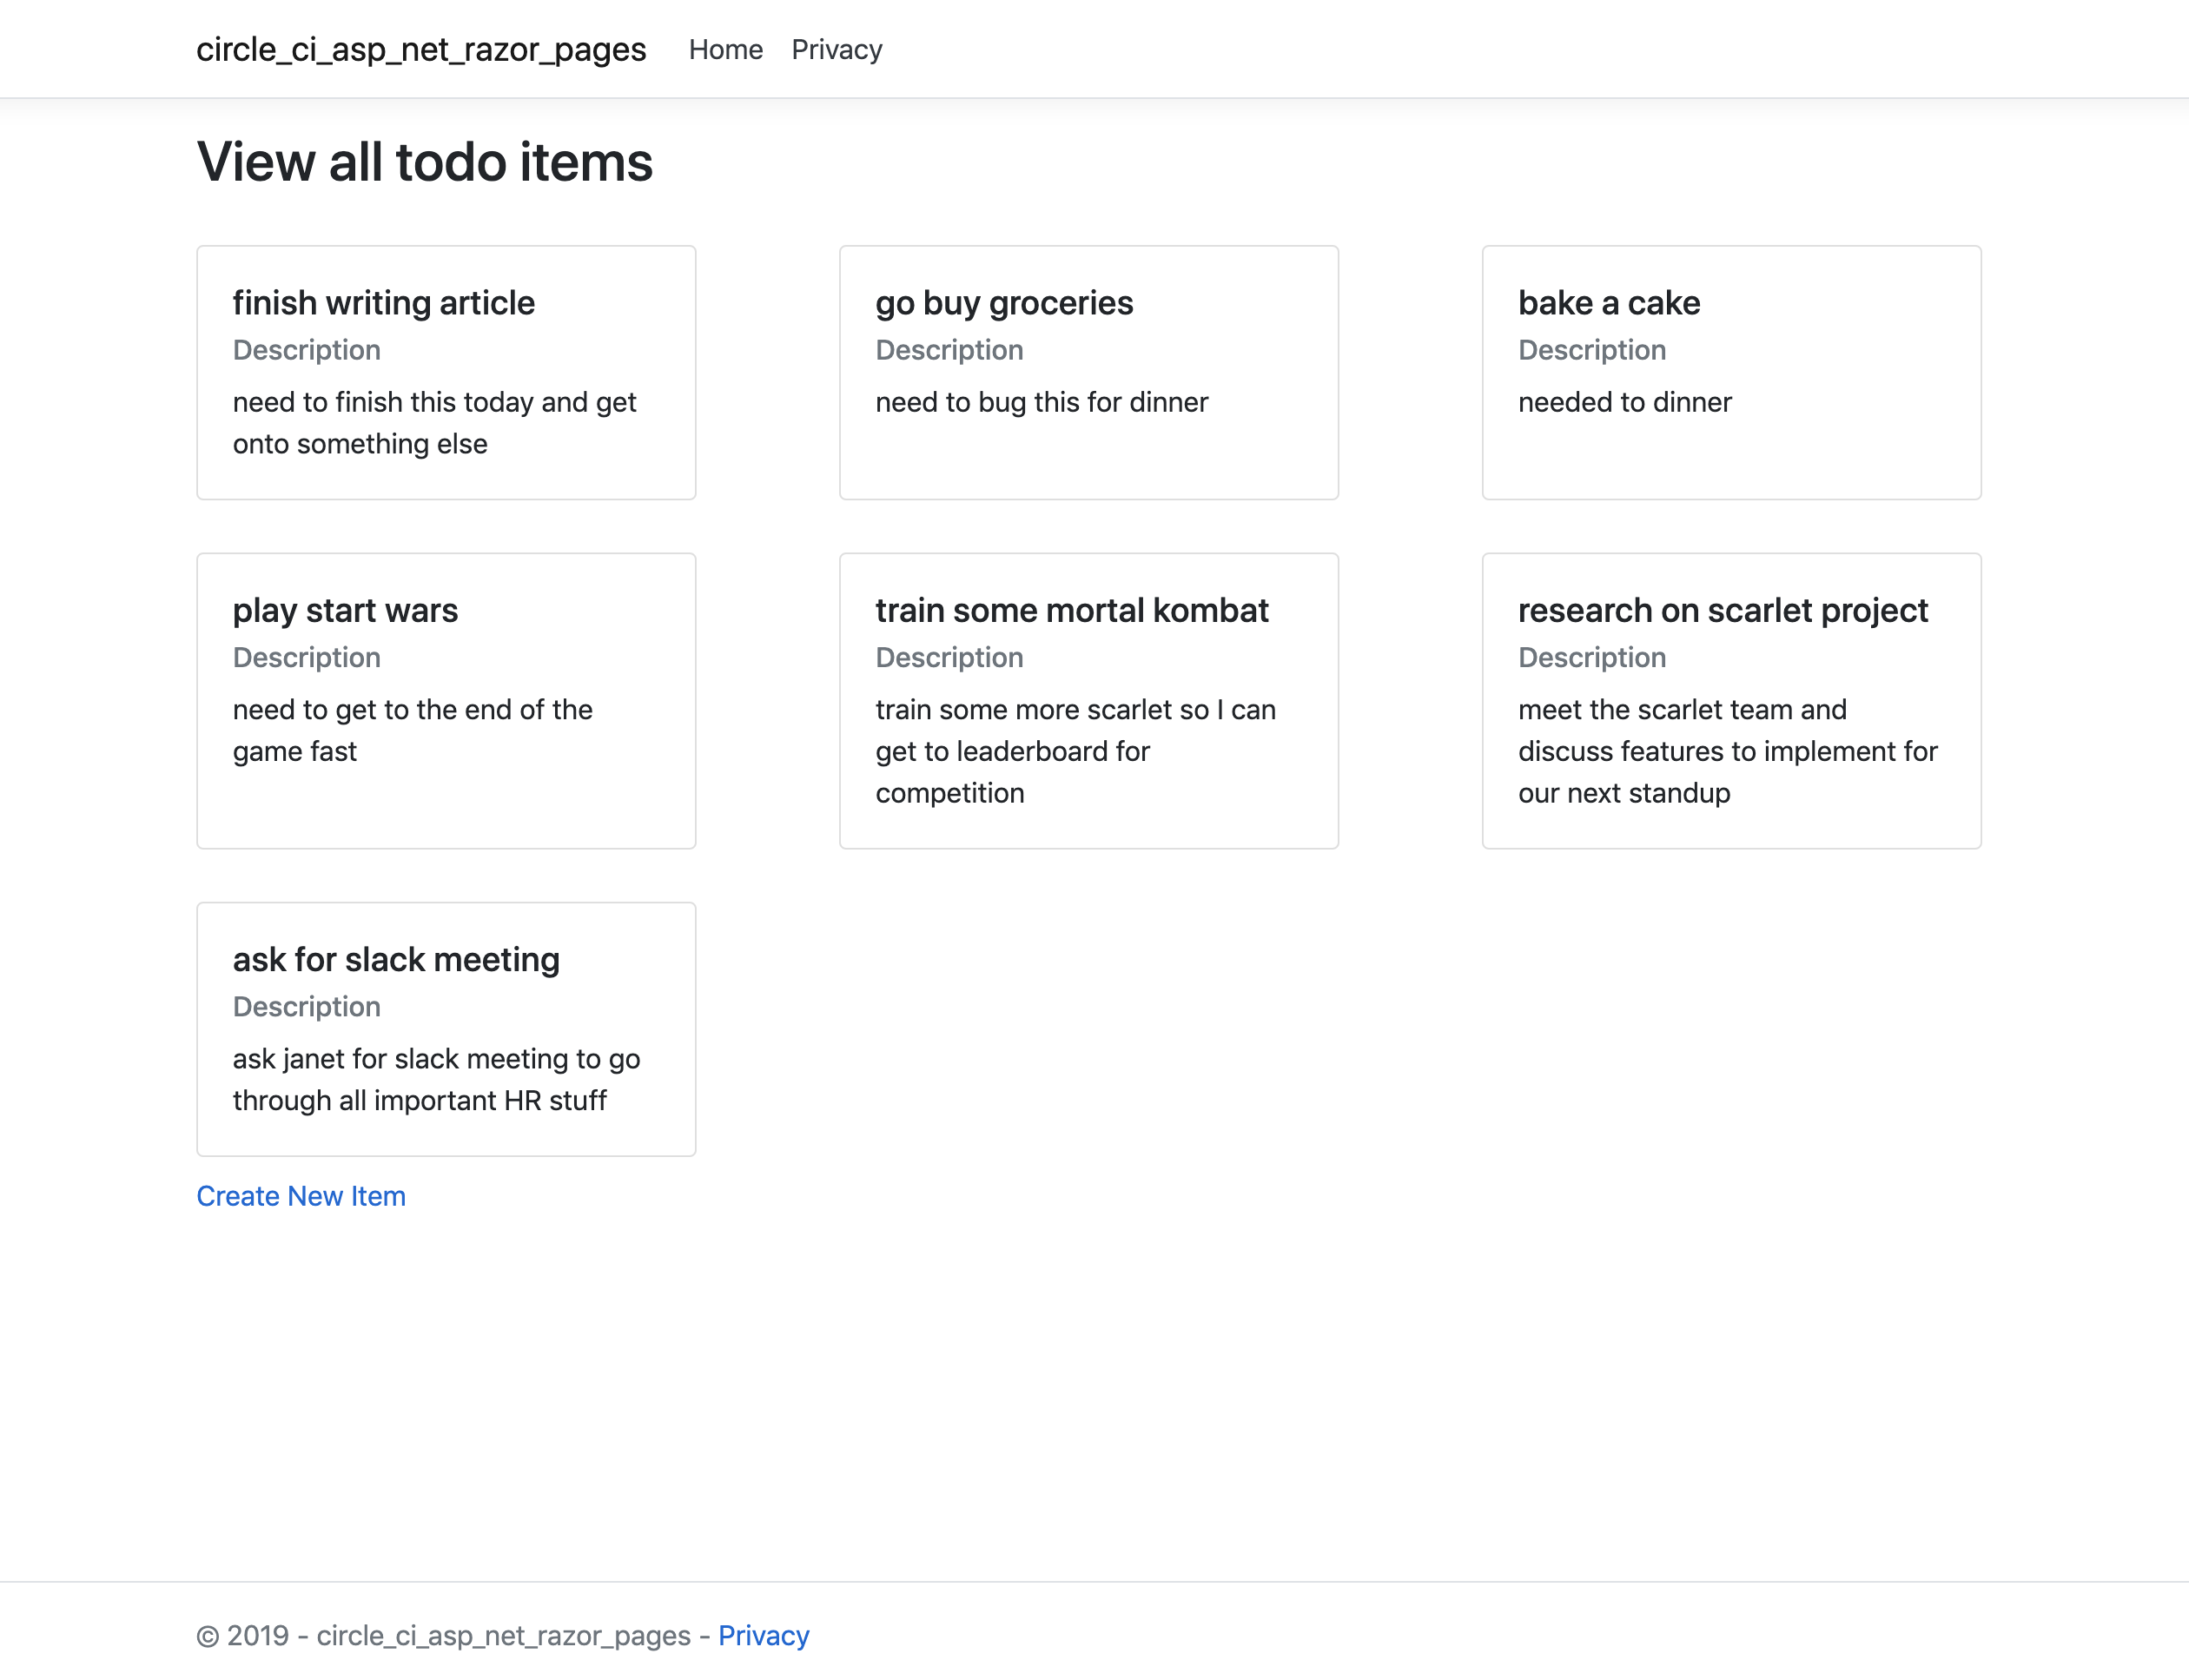 circle_ci_asp_net_razor_pages Home Privacy
View all todo items
finish writing article
Description
need to finish this today and get
onto something else
go buy groceries
Description
need to bug this for dinner
bake a cake
Description
needed to dinner
play start wars
Description
need to get to the end of the
game fast
train some mortal kombat
Description
train some more scarlet so I can
get to leaderboard for
competition
research on scarlet project
Description
meet the scarlet team and
discuss features to implement for
our next standup
ask for slack meeting
Description
ask janet for slack meeting to go
through all important HR stuff
Create New Item
© 2019 - circle_ci_asp_net_razor_pages - Privacy